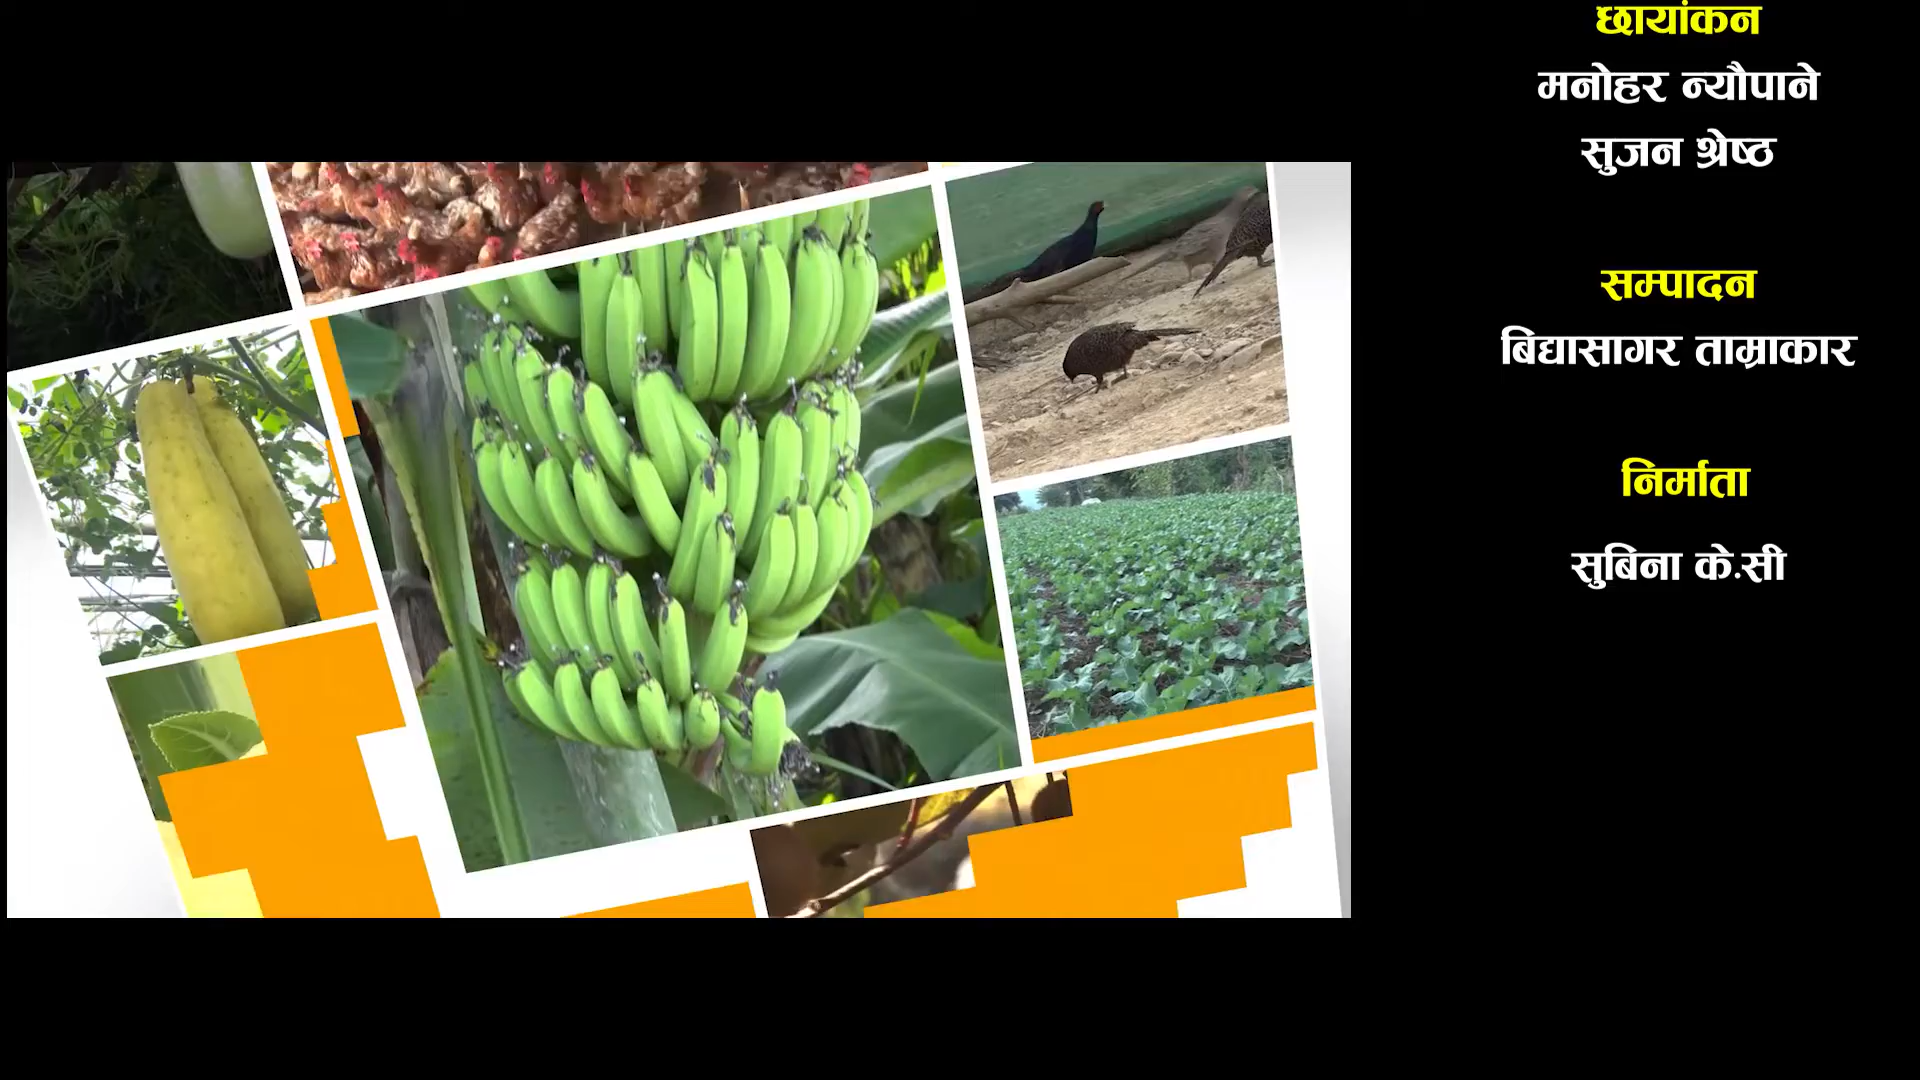 छायांकन
मनोहर न्यौपाने
सुजन श्रेष्ठ
सम्पादन
बिद्यासागर ताम्राकार
निर्माता
सुबिना के.सी